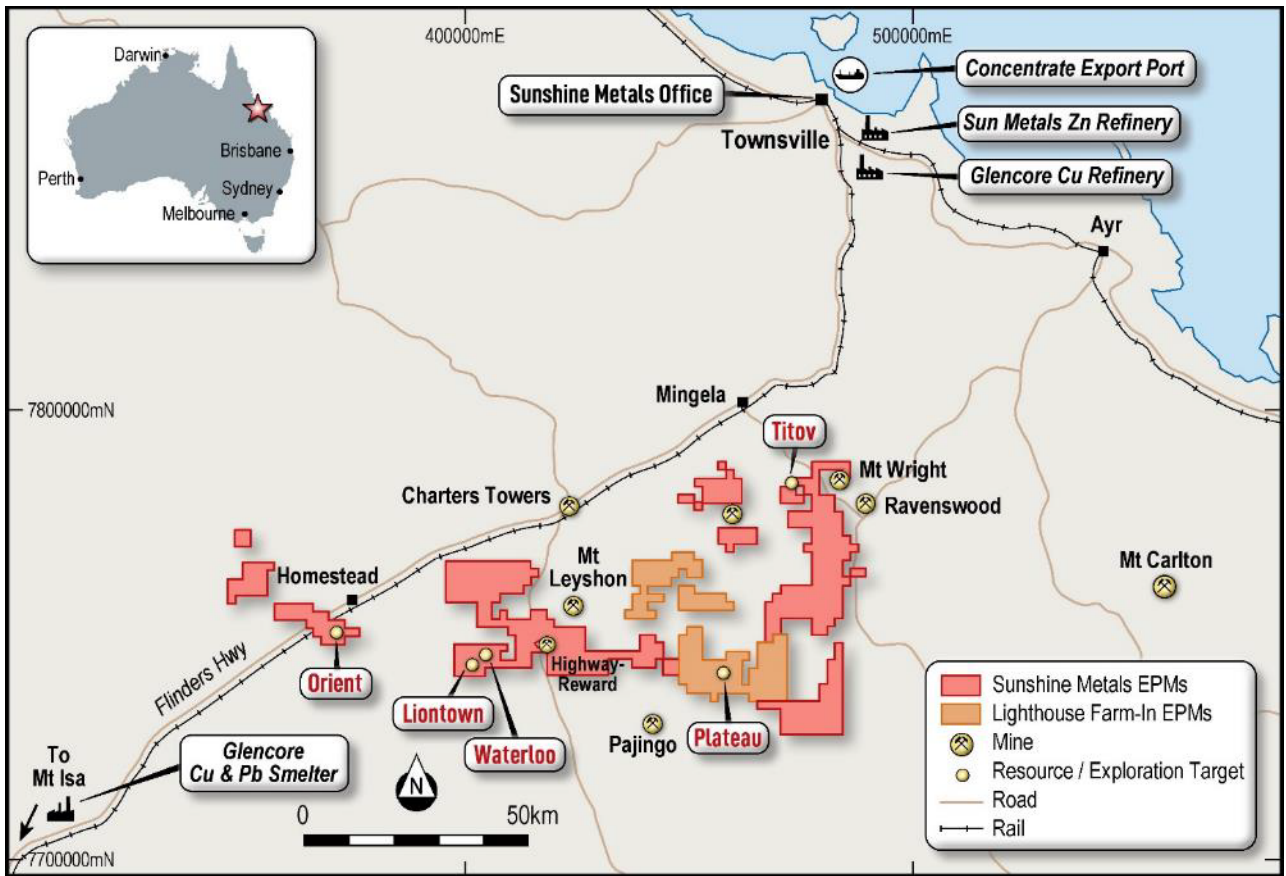 400000mE
500000mE
Darwin
Brisbane
Perth
Sydney
Melbourne
Concentrate Export Port
Sunshine Metals Office
Townsville
Sun Metals Zn Refinery
Glencore Cu Refinery
Ayr
7800000mN
Mingela
Titov
Mt Wright
Charters Towers
Ravenswood
Mt
Leyshon
Mt Carlton
Homestead
Highway-
Reward
Flinders Hwy
Orient
Liontown
Waterloo
Pajingo
Plateau
To
Mt Isa
Glencore
Cu & Pb Smelter
N
0
50km
7700000mN
Sunshine Metals EPMs
Lighthouse Farm-In EPMs
Mine
Resource / Exploration Target
Road
Rail